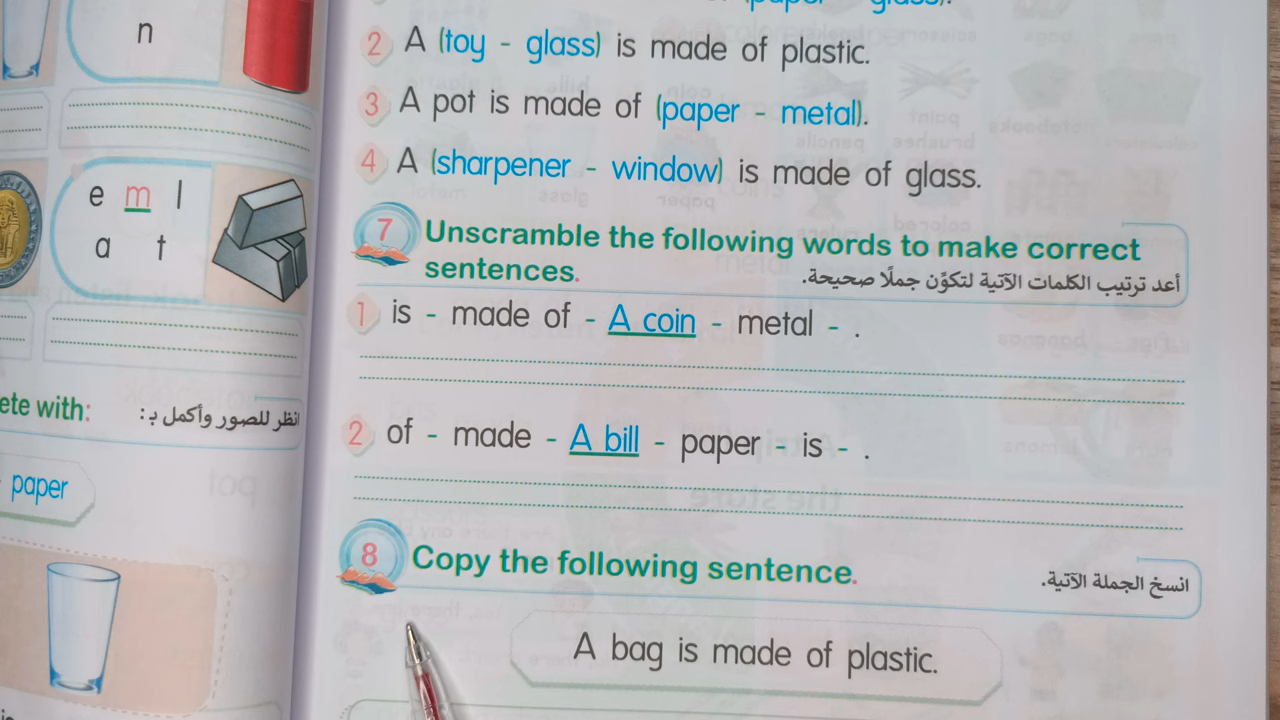 n
e m l
a t
ete with:
انظر للصور وأكمل بـ:
paper
(paper - glass).
2 A (toy - glass) is made of plastic.
3 A pot is made of (paper - metal).
4 A (sharpener - window) is made of glass.
7 Unscramble the following words to make correct
sentences.
أعد ترتيب الكلمات الآتية لتكوِّن جملًا صحيحة.
1 is - made of - A coin - metal - .
2 of - made - A bill - paper - is - .
8 Copy the following sentence.
انسخ الجملة الآتية.
A bag is made of plastic.